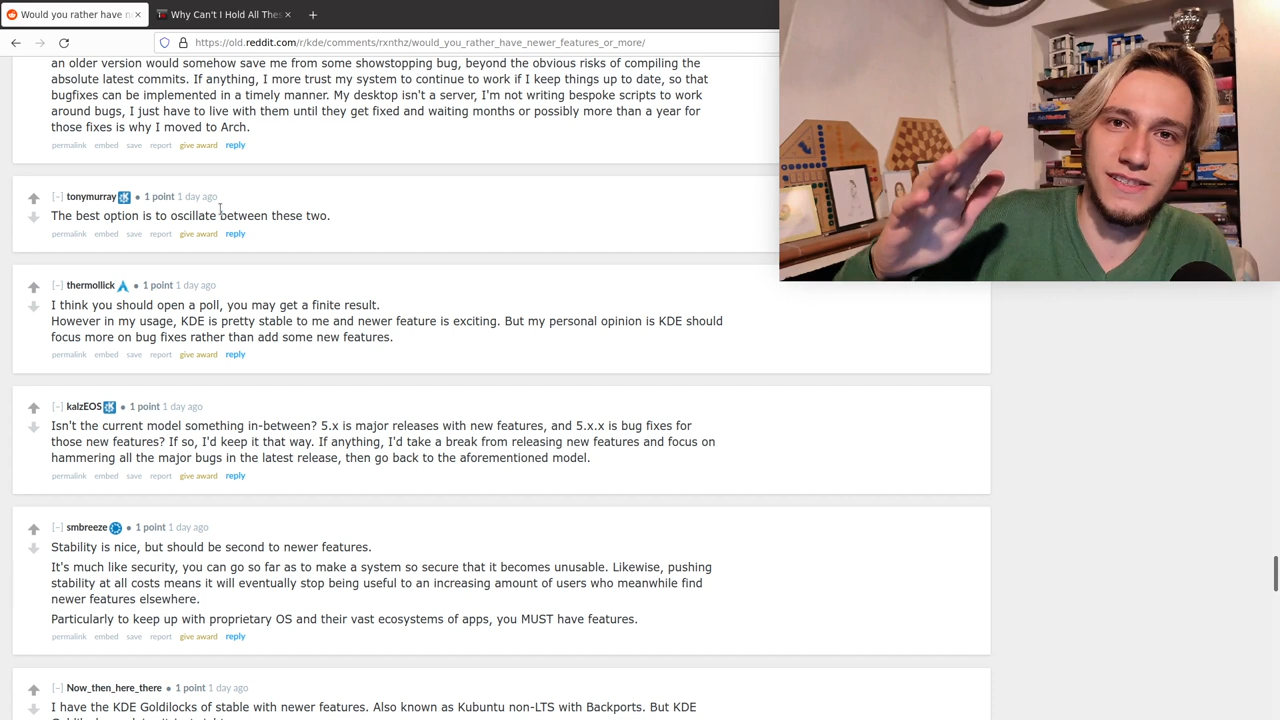 Would you rather have n
Why Can't I Hold All Thes
https://old.reddit.com/r/kde/comments/rxnthz/would_you_rather_have_newer_features_or_more/
an older version would somehow save me from some showstopping bug, beyond the obvious risks of compiling the
absolute latest commits. If anything, I more trust my system to continue to work if I keep things up to date, so that
bugfixes can be implemented in a timely manner. My desktop isn't a server, I'm not writing bespoke scripts to work
around bugs, I just have to live with them until they get fixed and waiting months or possibly more than a year for
those fixes is why I moved to Arch.
permalink embed save report give award reply
[–] tonymurray • 1 point 1 day ago
The best option is to oscillate between these two.
permalink embed save report give award reply
[–] thermollick • 1 point 1 day ago
I think you should open a poll, you may get a finite result.
However in my usage, KDE is pretty stable to me and newer feature is exciting. But my personal opinion is KDE should
focus more on bug fixes rather than add some new features.
permalink embed save report give award reply
[–] kalzEOS • 1 point 1 day ago
Isn't the current model something in-between? 5.x is major releases with new features, and 5.x.x is bug fixes for
those new features? If so, I'd keep it that way. If anything, I'd take a break from releasing new features and focus on
hammering all the major bugs in the latest release, then go back to the aforementioned model.
permalink embed save report give award reply
[–] smbreeze • 1 point 1 day ago
Stability is nice, but should be second to newer features.
It's much like security, you can go so far as to make a system so secure that it becomes unusable. Likewise, pushing
stability at all costs means it will eventually stop being useful to an increasing amount of users who meanwhile find
newer features elsewhere.
Particularly to keep up with proprietary OS and their vast ecosystems of apps, you MUST have features.
permalink embed save report give award reply
[–] Now_then_here_there • 1 point 1 day ago
I have the KDE Goldilocks of stable with newer features. Also known as Kubuntu non-LTS with Backports. But KDE